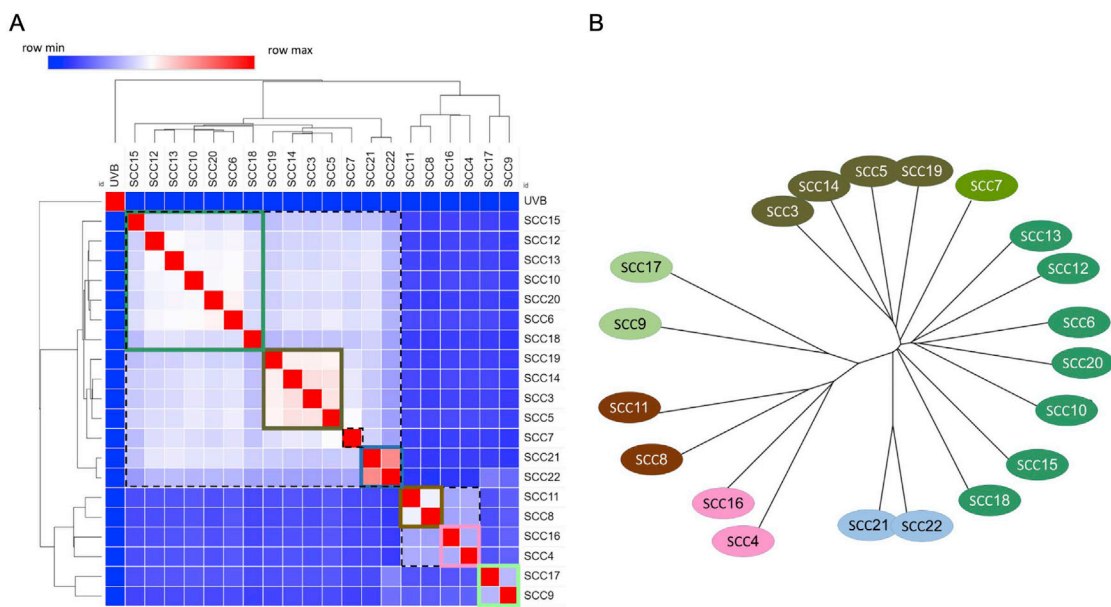 A
B
row min
row max
id
UVB
SCC15
SCC12
SCC13
SCC10
SCC20
SCC6
SCC18
SCC19
SCC14
SCC3
SCC5
SCC7
SCC21
SCC22
SCC11
SCC8
SCC16
SCC4
SCC17
SCC9
id
UVB
SCC15
SCC12
SCC13
SCC10
SCC20
SCC6
SCC18
SCC19
SCC14
SCC3
SCC5
SCC7
SCC21
SCC22
SCC11
SCC8
SCC16
SCC4
SCC17
SCC9
SCC5
SCC19
SCC14
SCC7
SCC3
SCC13
SCC17
SCC12
SCC9
SCC6
SCC20
SCC11
SCC10
SCC8
SCC15
SCC16
SCC18
SCC4
SCC21
SCC22